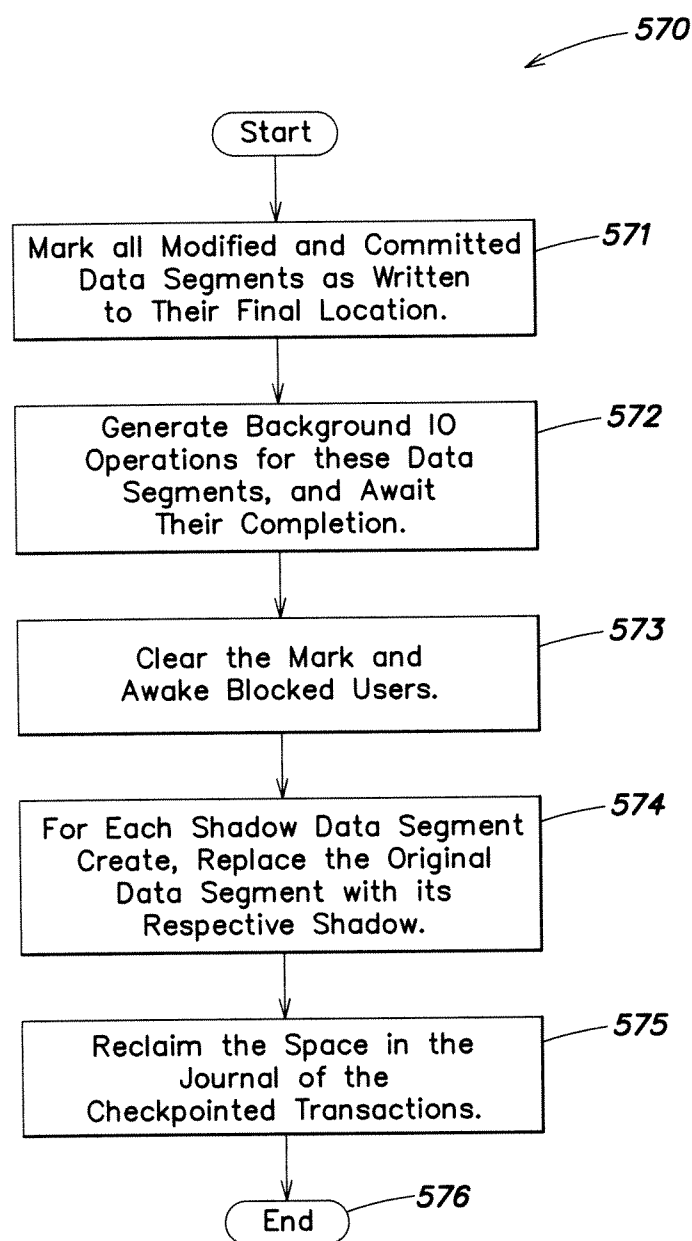 570
Start
Mark all Modified and Committed
Data Segments as Written
to Their Final Location.
571
Generate Background IO
Operations for these Data
Segments, and Await
Their Completion.
572
Clear the Mark and
Awake Blocked Users.
573
For Each Shadow Data Segment
Create, Replace the Original
Data Segment with its
Respective Shadow.
574
Reclaim the Space in the
Journal of the
Checkpointed Transactions.
575
End
576